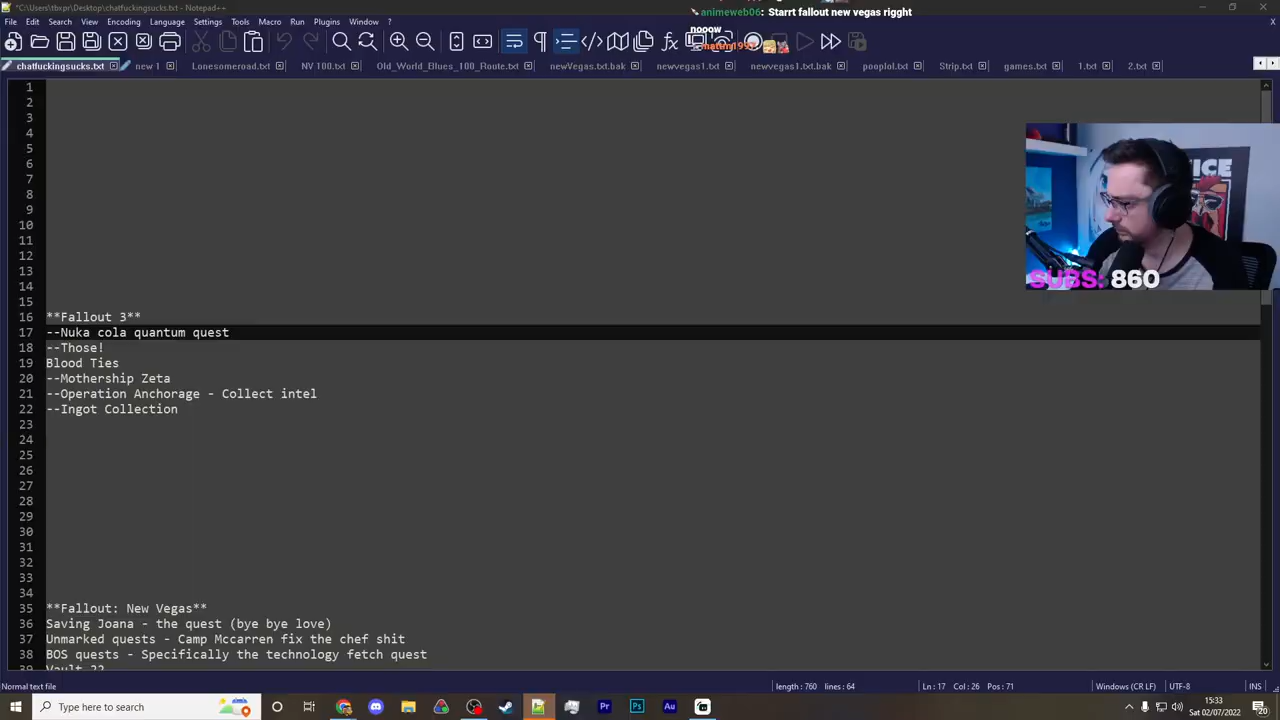 *C:\Users\tbxpr\Desktop\chatfuckingsucks.txt - Notepad++
animeweb06: Starrt fallout new vegas rigght
nooow
File Edit Search View Encoding Language Settings Tools Macro Run Plugins Window ?
chatfuckingsucks.txt new 1 Lonesomeroad.txt NV 100.txt Old_World_Blues_100_Route.txt newVegas.txt.bak newvegas1.txt newvegas1.txt.bak pooplol.txt Strip.txt games.txt 1.txt 2.txt
1
2
3
4
5
6
7
8
9
10
11
12
13
14
15
16 **Fallout 3**
17 --Nuka cola quantum quest
18 --Those!
19 Blood Ties
20 --Mothership Zeta
21 --Operation Anchorage - Collect intel
22 --Ingot Collection
23
24
25
26
27
28
29
30
31
32
33
34
35 **Fallout: New Vegas**
36 Saving Joana - the quest (bye bye love)
37 Unmarked quests - Camp Mccarren fix the chef shit
38 BOS quests - Specifically the technology fetch quest
39 Vault 22
SUBS: 860
Normal text file length: 760 lines: 64 Ln: 17 Col: 26 Pos: 71 Windows (CR LF) UTF-8 INS
Type here to search
15:33
Sat 02/07/2022